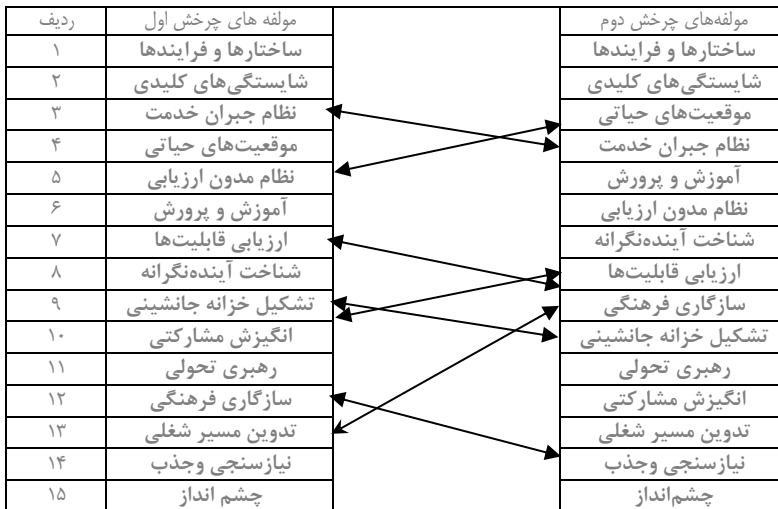 ردیف	مولفه های چرخش اول	مولفه‌های چرخش دوم
۱	ساختارها و فرایندها	ساختارها و فرایندها
۲	شایستگی‌های کلیدی	شایستگی‌های کلیدی
۳	نظام جبران خدمت	موقعیت‌های حیاتی
۴	موقعیت‌های حیاتی	نظام جبران خدمت
۵	نظام مدون ارزیابی	آموزش و پرورش
۶	آموزش و پرورش	نظام مدون ارزیابی
۷	ارزیابی قابلیت‌ها	شناخت آینده‌نگرانه
۸	شناخت آینده‌نگرانه	ارزیابی قابلیت‌ها
۹	تشکیل خزانه جانشینی	سازگاری فرهنگی
۱۰	انگیزش مشارکتی	تشکیل خزانه جانشینی
۱۱	رهبری تحولی	رهبری تحولی
۱۲	سازگاری فرهنگی	انگیزش مشارکتی
۱۳	تدوین مسیر شغلی	تدوین مسیر شغلی
۱۴	نیازسنجی وجذب	نیازسنجی وجذب
۱۵	چشم انداز	چشم‌انداز